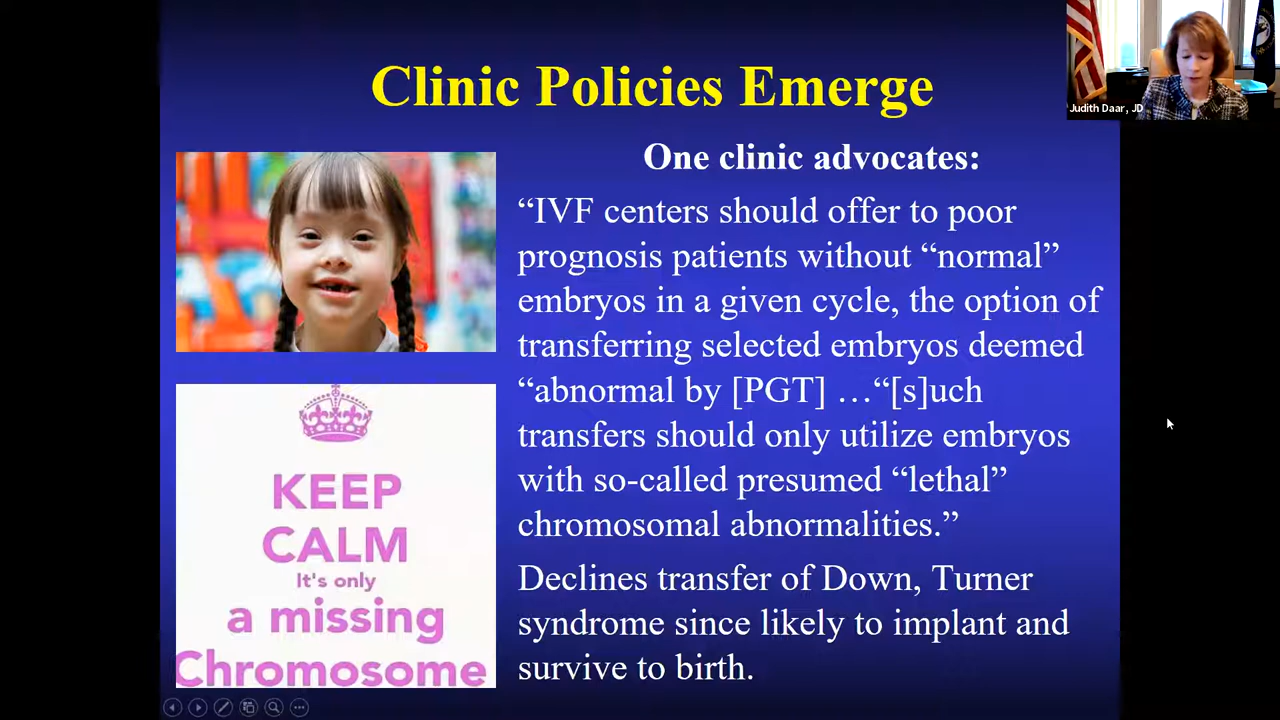 Clinic Policies Emerge
Judith Daar, JD
One clinic advocates:
“IVF centers should offer to poor
prognosis patients without “normal”
embryos in a given cycle, the option of
transferring selected embryos deemed
“abnormal by [PGT] …“[s]uch
transfers should only utilize embryos
with so-called presumed “lethal”
chromosomal abnormalities.”
Declines transfer of Down, Turner
syndrome since likely to implant and
survive to birth.
KEEP
CALM
It's only
a missing
Chromosome